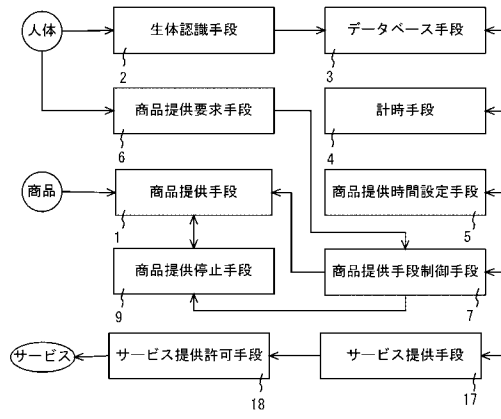 人体
生体認識手段
2
データベース手段
3
商品提供要求手段
6
計時手段
4
商品
商品提供手段
1
商品提供時間設定手段
5
商品提供停止手段
9
商品提供手段制御手段
7
サービス
サービス提供許可手段
18
サービス提供手段
17